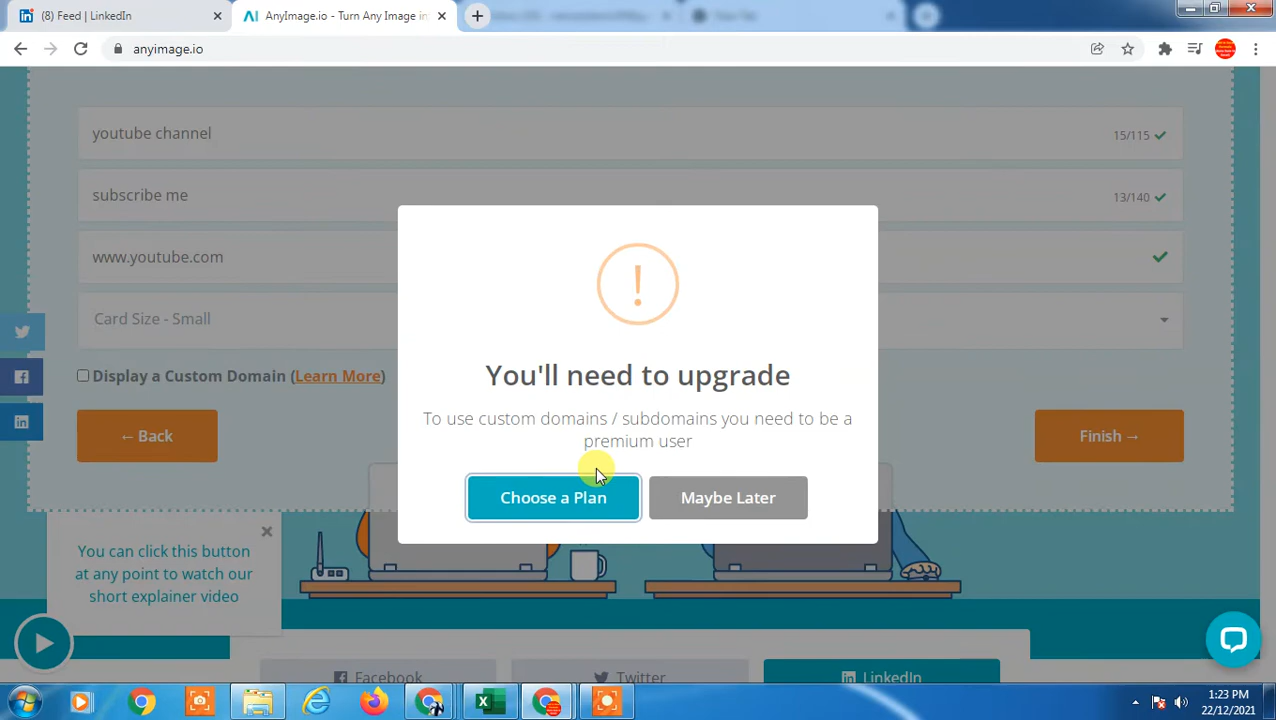 (8) Feed | LinkedIn
AnyImage.io - Turn Any Image in
anyimage.io
youtube channel
15/115
subscribe me
13/140
www.youtube.com
Card Size - Small
Display a Custom Domain (Learn More)
← Back
Finish →
You'll need to upgrade
To use custom domains / subdomains you need to be a
premium user
Choose a Plan
Maybe Later
You can click this button
at any point to watch our
short explainer video
Facebook
Twitter
LinkedIn
1:23 PM
22/12/2021